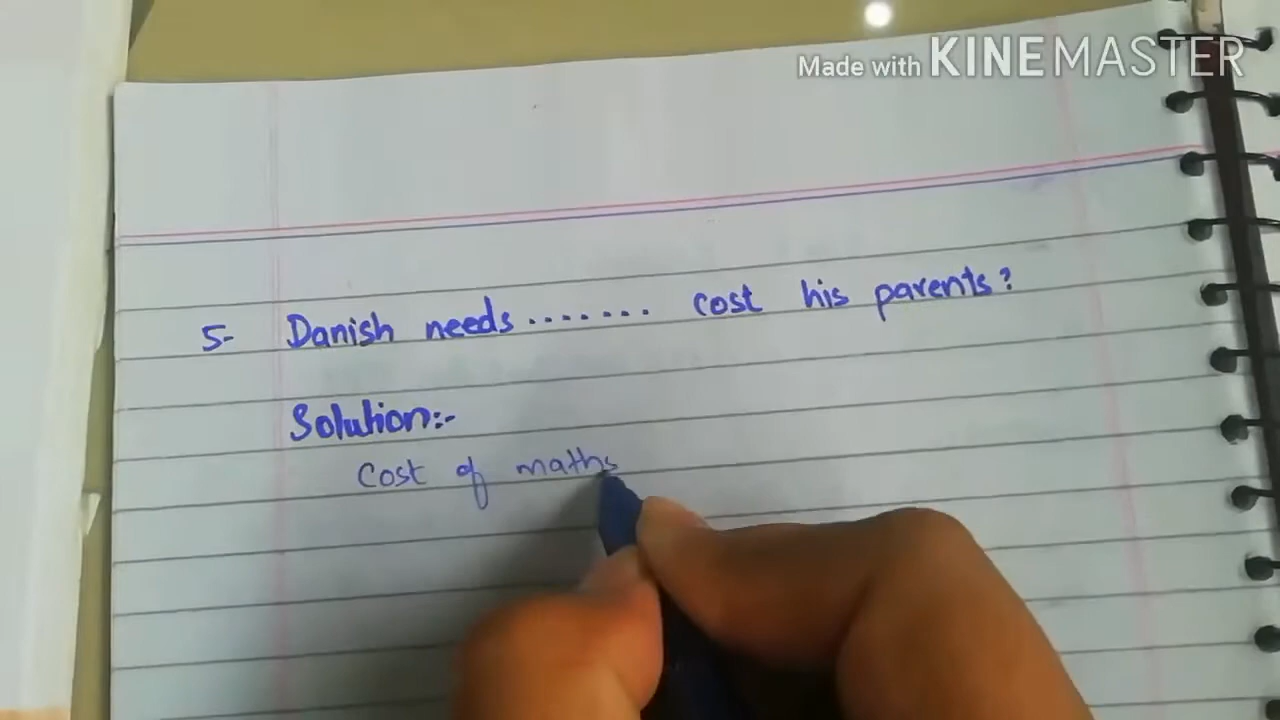 Made with KINEMASTER
5- Danish needs ....... cost his parents?
Solution:-
Cost of maths